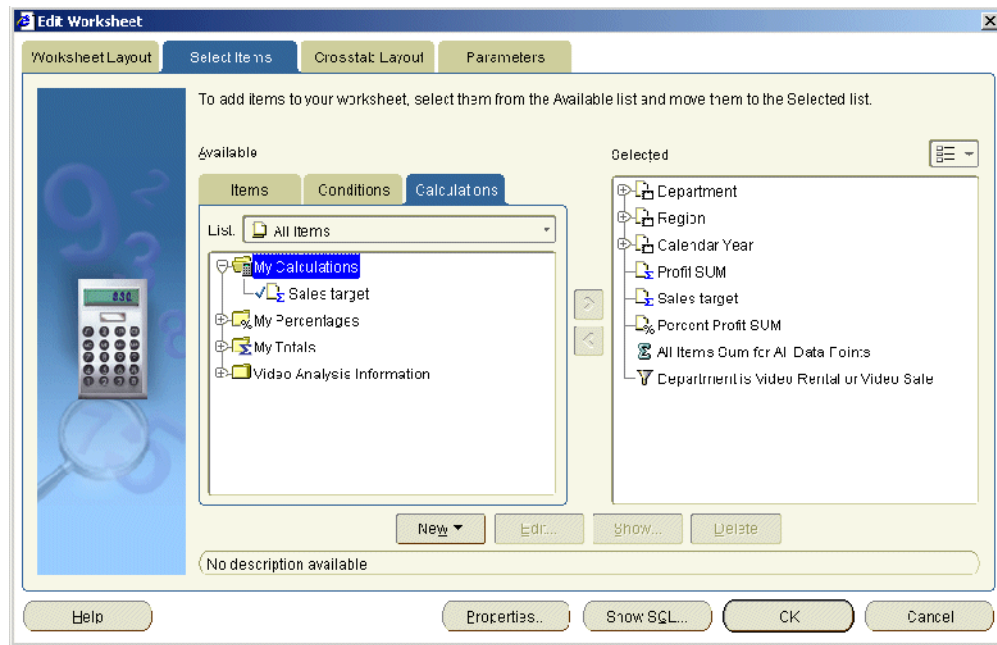 Edit Worksheet
Worksheet Layout Select Items Crosstab Layout Parameters
To add items to your worksheet, select them from the Available list and move them to the Selected list.
Available
Selected
Items Conditions Calculations
List: All Items
My Calculations
Sales target
My Percentages
My Totals
Video Analysis Information
Department
Region
Calendar Year
Profit SUM
Sales target
Percent Profit SUM
All Items Sum for All Data Points
Department is Video Rental or Video Sale
New Edit... Show... Delete
No description available
Help Properties.. Show SQL... OK Cancel
830.